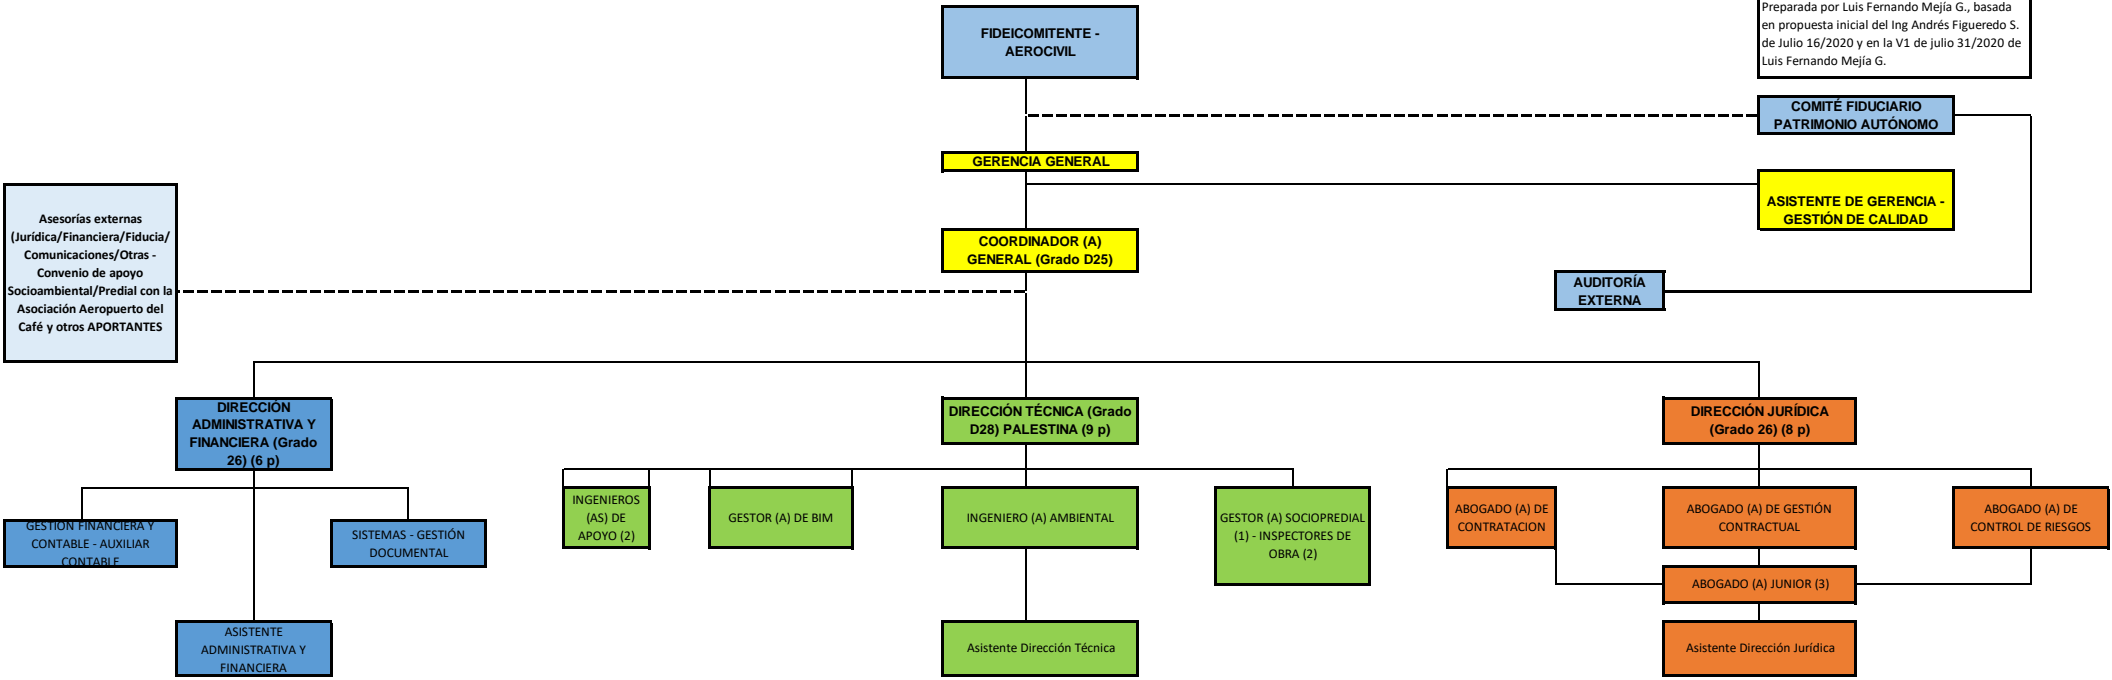 Preparada por Luis Fernando Mejía G., basada
en propuesta inicial del Ing Andrés Figueredo S.
de Julio 16/2020 y en la V1 de julio 31/2020 de
Luis Fernando Mejía G.
FIDEICOMITENTE -
AEROCIVIL
COMITÉ FIDUCIARIO
PATRIMONIO AUTÓNOMO
GERENCIA GENERAL
ASISTENTE DE GERENCIA -
GESTIÓN DE CALIDAD
Asesorías externas
(Jurídica/Financiera/Fiducia/
Comunicaciones/Otras -
Convenio de apoyo
Socioambiental/Predial con la
Asociación Aeropuerto del
Café y otros APORTANTES
COORDINADOR (A)
GENERAL (Grado D25)
AUDITORÍA
EXTERNA
DIRECCIÓN
ADMINISTRATIVA Y
FINANCIERA (Grado
26) (6 p)
DIRECCIÓN TÉCNICA (Grado
D28) PALESTINA (9 p)
DIRECCIÓN JURÍDICA
(Grado 26) (8 p)
GESTIÓN FINANCIERA Y
CONTABLE - AUXILIAR
CONTABLE
SISTEMAS - GESTIÓN
DOCUMENTAL
INGENIEROS
(AS) DE
APOYO (2)
GESTOR (A) DE BIM
INGENIERO (A) AMBIENTAL
GESTOR (A) SOCIOPREDIAL
(1) - INSPECTORES DE
OBRA (2)
ABOGADO (A) DE
CONTRATACION
ABOGADO (A) DE GESTIÓN
CONTRACTUAL
ABOGADO (A) DE
CONTROL DE RIESGOS
ABOGADO (A) JUNIOR (3)
ASISTENTE
ADMINISTRATIVA Y
FINANCIERA
Asistente Dirección Técnica
Asistente Dirección Jurídica